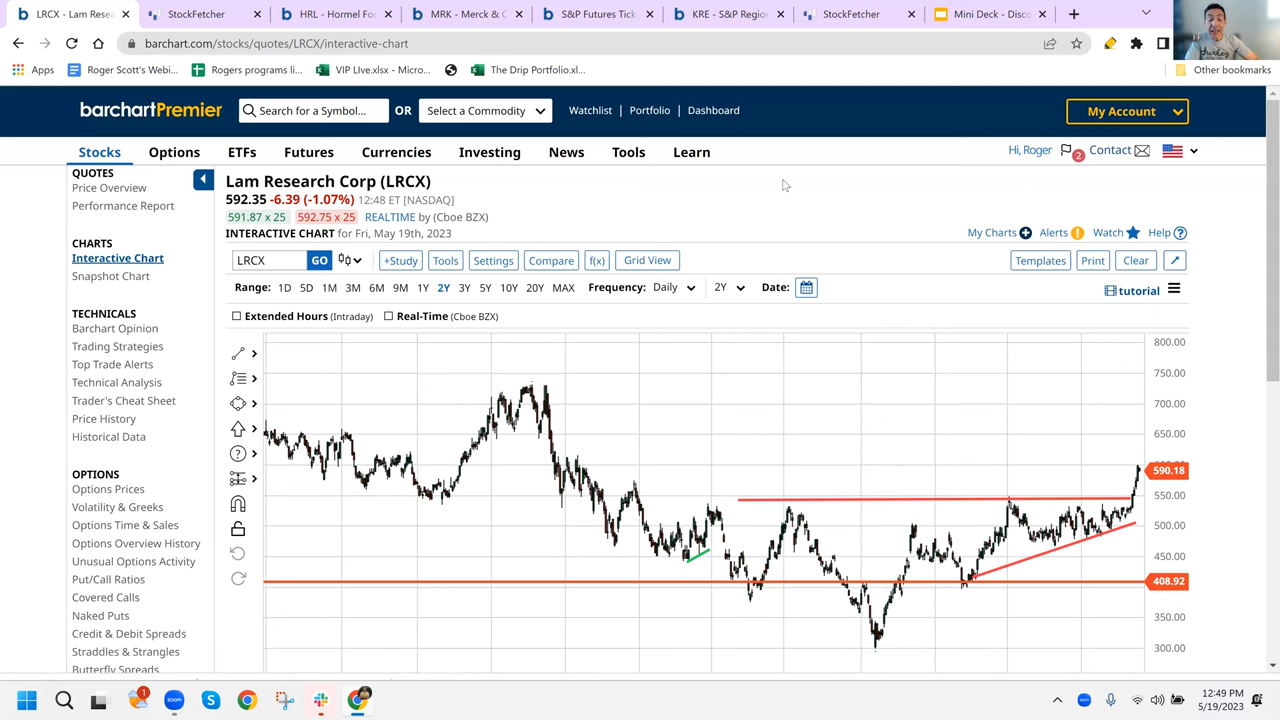 LRCX - Lam Resea
StockFetcher
HRL - Hormel Foo
MRK - Merck & C
S&P Futures Tick
KRE - S&P Region
StockFetcher
Mini Deck - Disco
barchart.com/stocks/quotes/LRCX/interactive-chart
Apps
Roger Scott's Webi...
Rogers programs li...
VIP LIve.xlsx - Micro...
The Drip Portfolio.xl...
Other bookmarks
barchartPremier
Search for a Symbol...
OR
Select a Commodity
Watchlist | Portfolio | Dashboard
My Account
Stocks
Options
ETFs
Futures
Currencies
Investing
News
Tools
Learn
Hi, Roger
2
Contact
QUOTES
Price Overview
Performance Report
CHARTS
Interactive Chart
Snapshot Chart
TECHNICALS
Barchart Opinion
Trading Strategies
Top Trade Alerts
Technical Analysis
Trader's Cheat Sheet
Price History
Historical Data
OPTIONS
Options Prices
Volatility & Greeks
Options Time & Sales
Options Overview History
Unusual Options Activity
Put/Call Ratios
Covered Calls
Naked Puts
Credit & Debit Spreads
Straddles & Strangles
Butterfly Spreads
Lam Research Corp (LRCX)
592.35 -6.39 (-1.07%) 12:48 ET [NASDAQ]
591.87 x 25 592.75 x 25 REALTIME by (Cboe BZX)
INTERACTIVE CHART for Fri, May 19th, 2023
My Charts
Alerts
Watch
Help
LRCX
GO
+Study
Tools
Settings
Compare
f(x)
Grid View
Templates
Print
Clear
Range: 1D 5D 1M 3M 6M 9M 1Y 2Y 3Y 5Y 10Y 20Y MAX
Frequency: Daily
2Y
Date:
tutorial
Extended Hours (Intraday)
Real-Time (Cboe BZX)
800.00
750.00
700.00
650.00
590.18
550.00
500.00
450.00
408.92
350.00
300.00
1
12:49 PM
5/19/2023